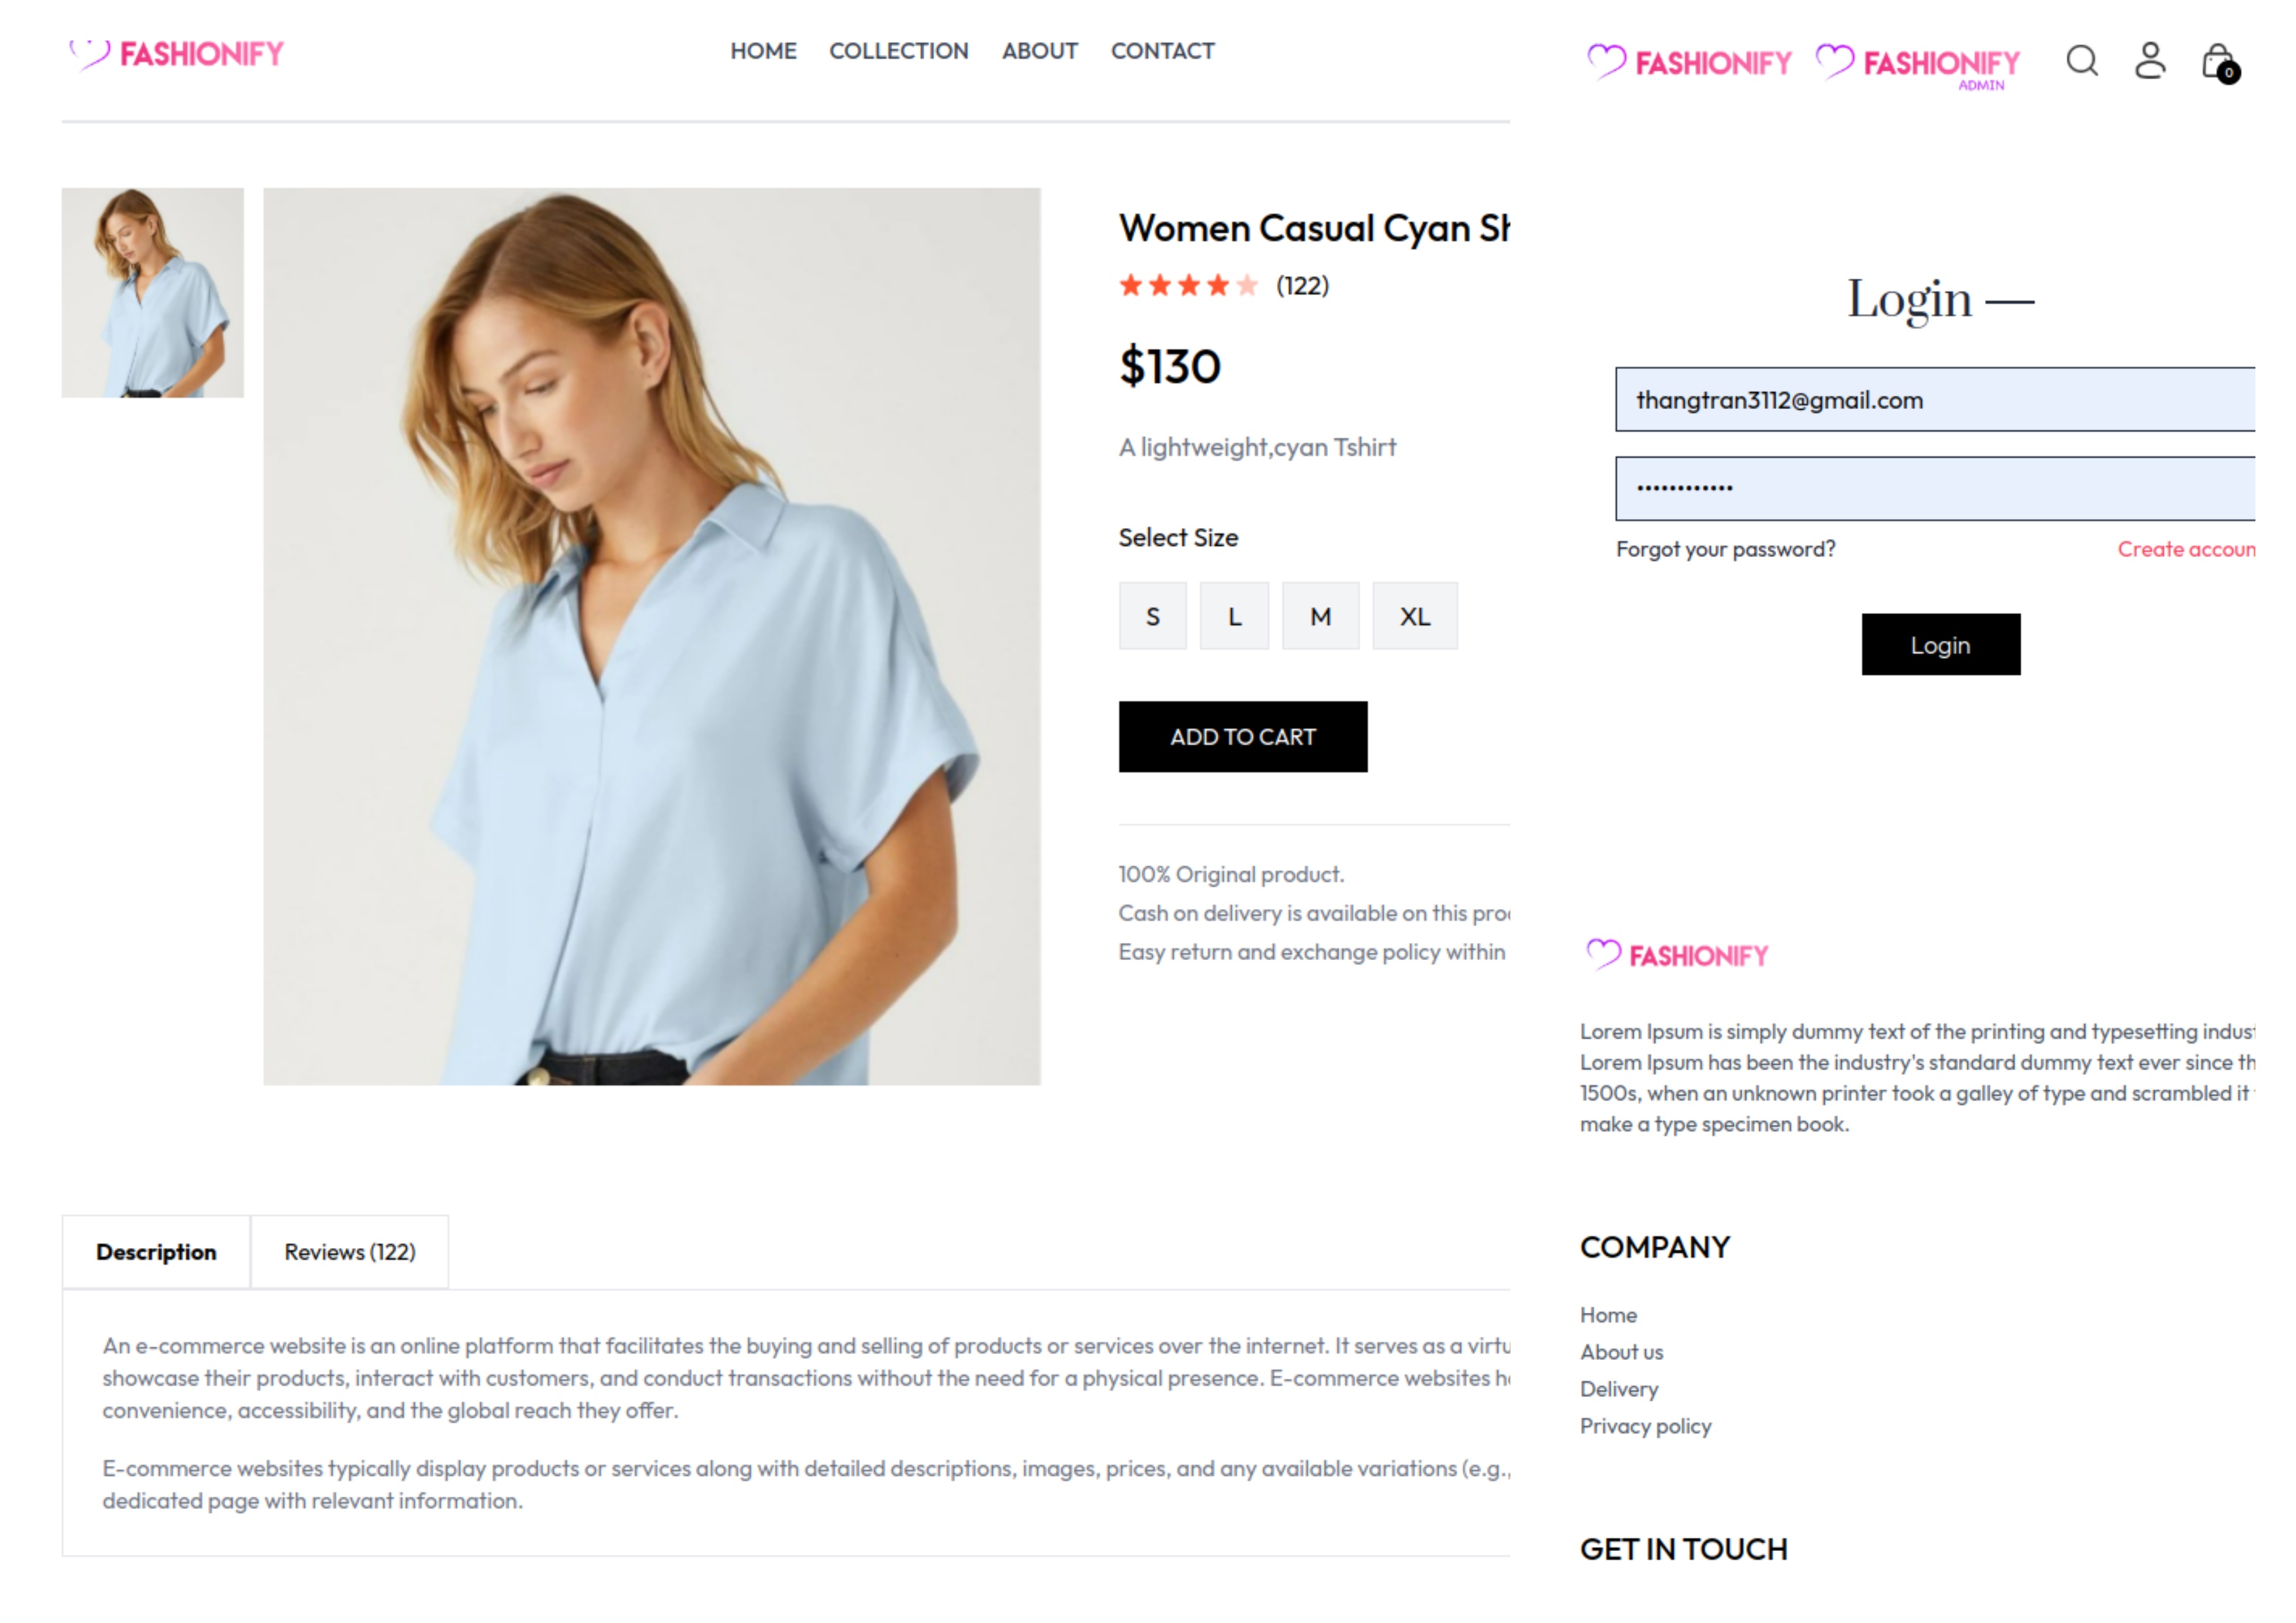 FASHIONIFY
HOME COLLECTION ABOUT CONTACT
Women Casual Cyan Sh
(122)
$130
A lightweight,cyan Tshirt
Select Size
S L M XL
ADD TO CART
100% Original product.
Cash on delivery is available on this pro
Easy return and exchange policy within
Description Reviews (122)
An e-commerce website is an online platform that facilitates the buying and selling of products or services over the internet. It serves as a virtu
showcase their products, interact with customers, and conduct transactions without the need for a physical presence. E-commerce websites h
convenience, accessibility, and the global reach they offer.
E-commerce websites typically display products or services along with detailed descriptions, images, prices, and any available variations (e.g.,
dedicated page with relevant information.
FASHIONIFY FASHIONIFY
ADMIN
0
Login —
thangtran3112@gmail.com
••••••••••••
Forgot your password? Create accoun
Login
FASHIONIFY
Lorem Ipsum is simply dummy text of the printing and typesetting indust
Lorem Ipsum has been the industry's standard dummy text ever since th
1500s, when an unknown printer took a galley of type and scrambled it
make a type specimen book.
COMPANY
Home
About us
Delivery
Privacy policy
GET IN TOUCH